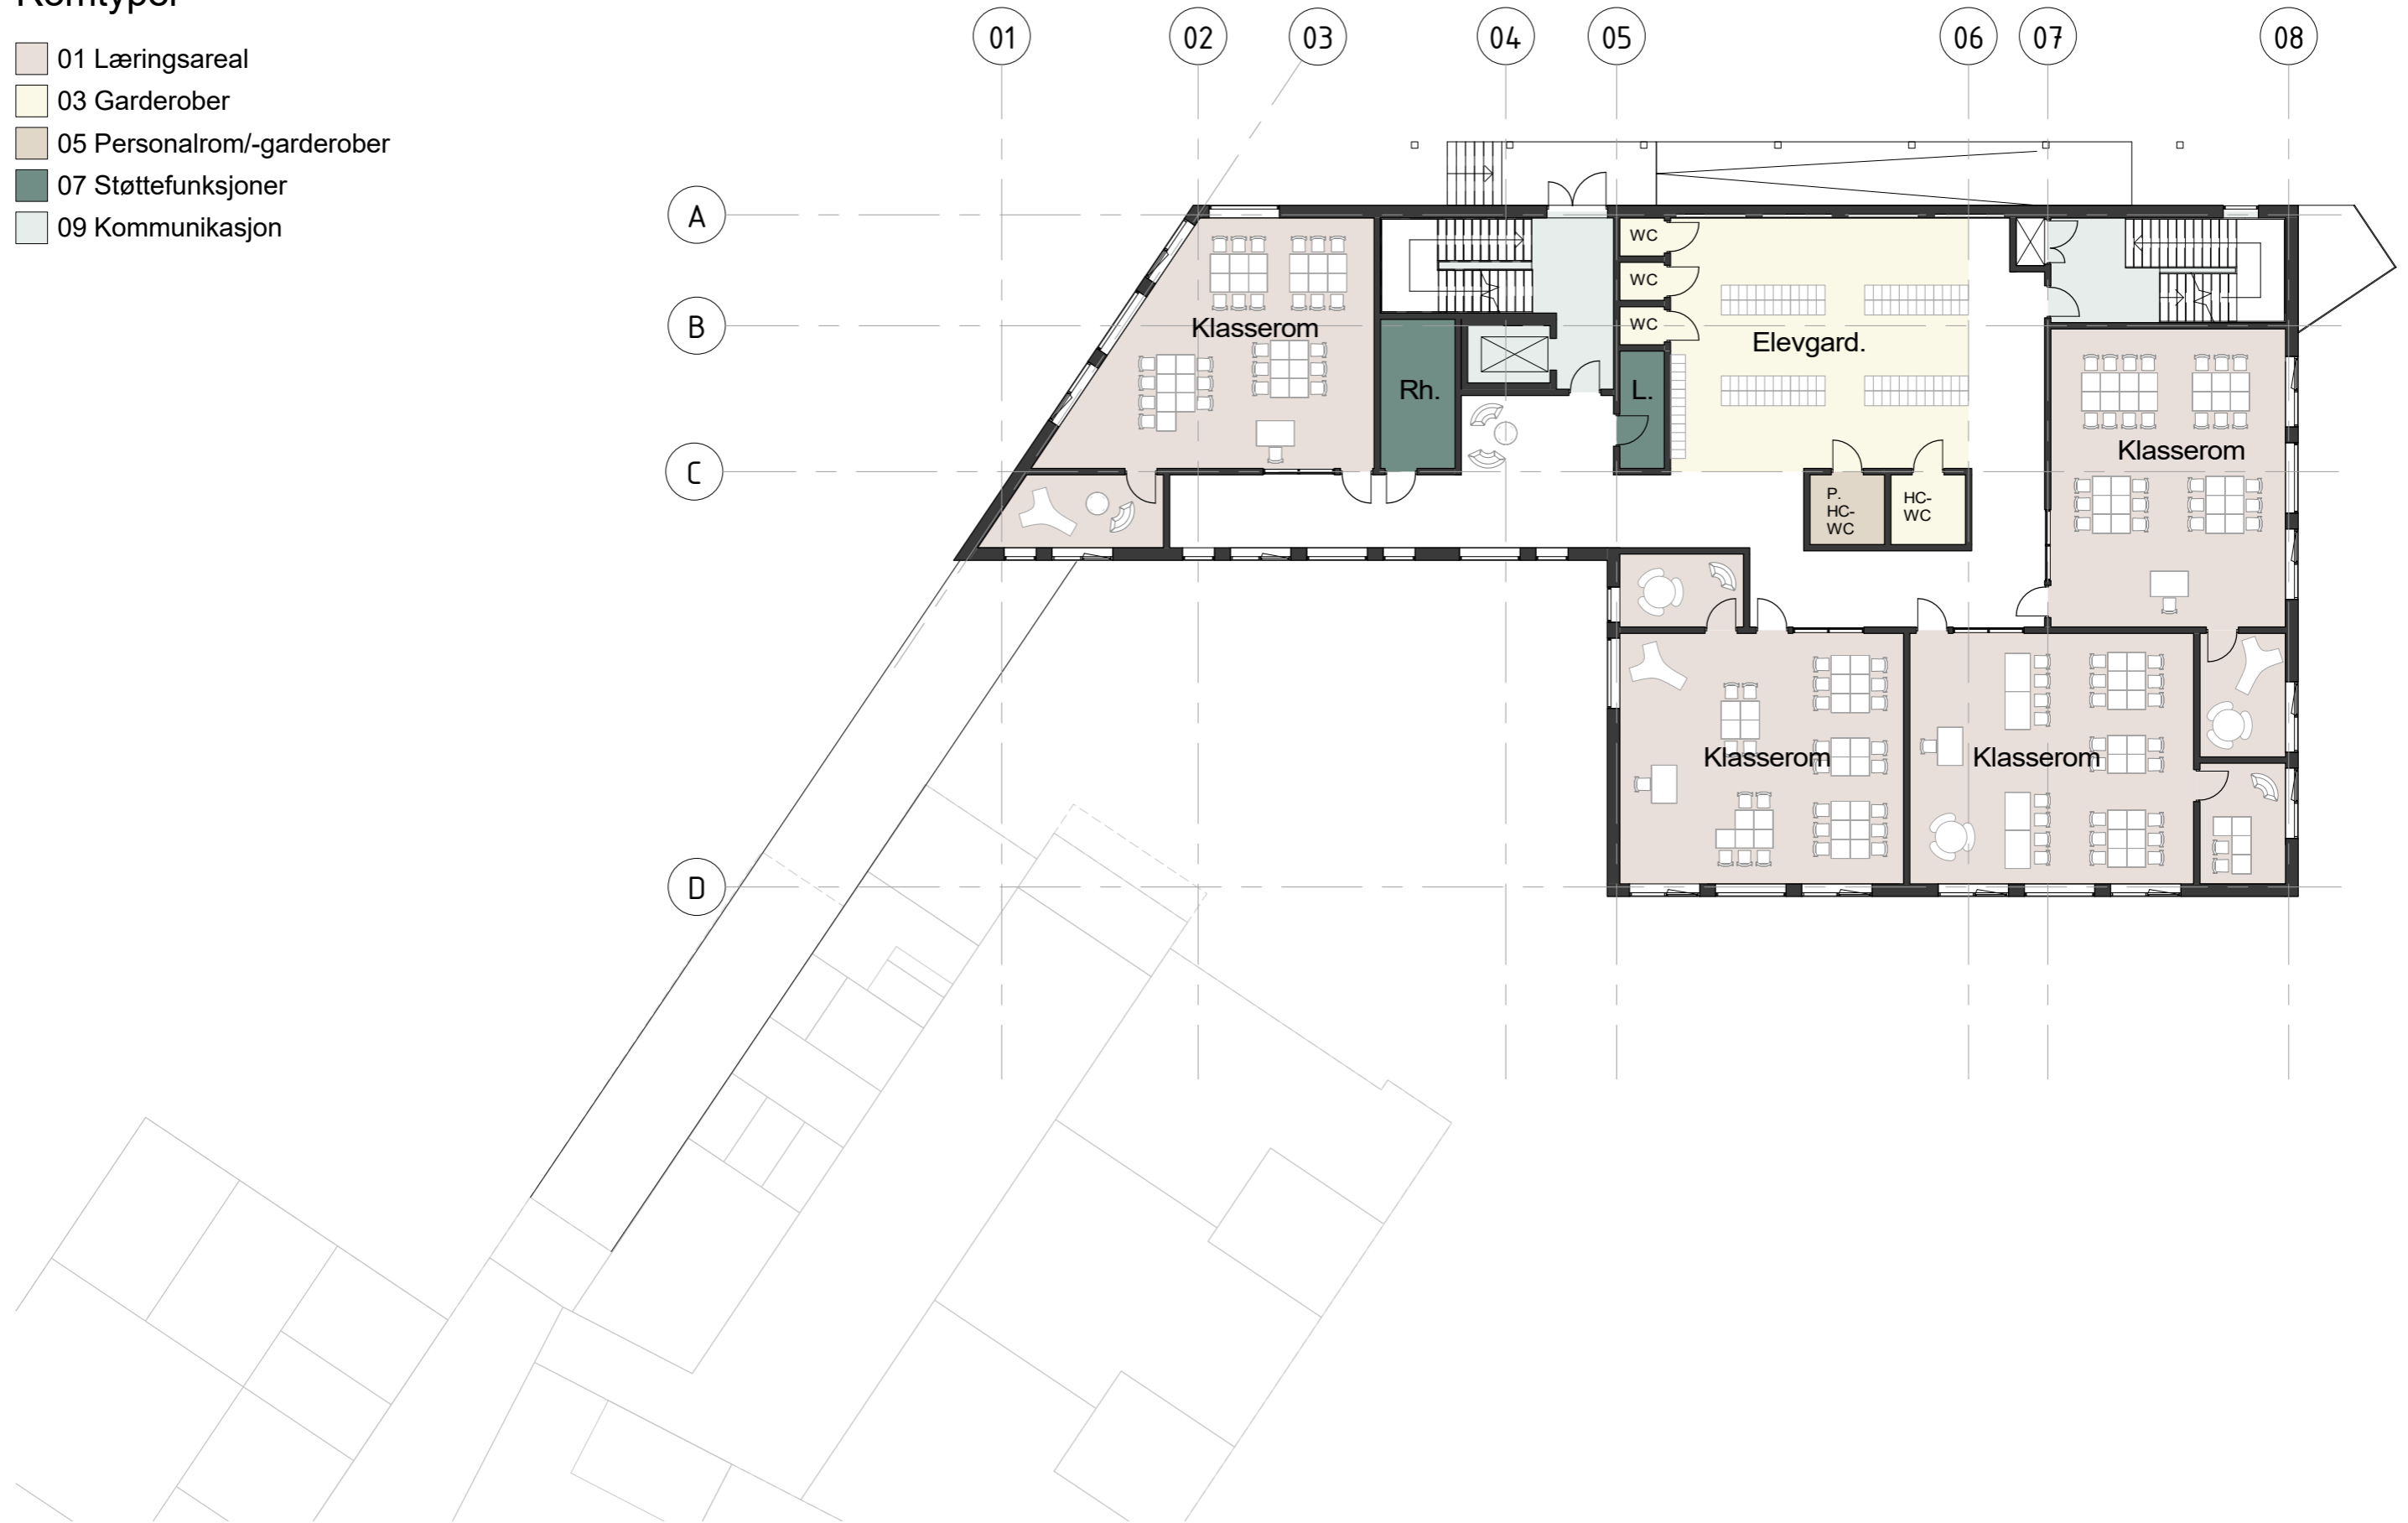 01 Læringsareal
03 Garderober
05 Personalrom/-garderober
07 Støttefunksjoner
09 Kommunikasjon
01
02
03
04
05
06
07
08
A
B
C
D
WC
WC
WC
Klasserom
Elevgard.
Rh.
L.
Klasserom
P.
HC-
WC
HC-
WC
Klasserom
Klasserom